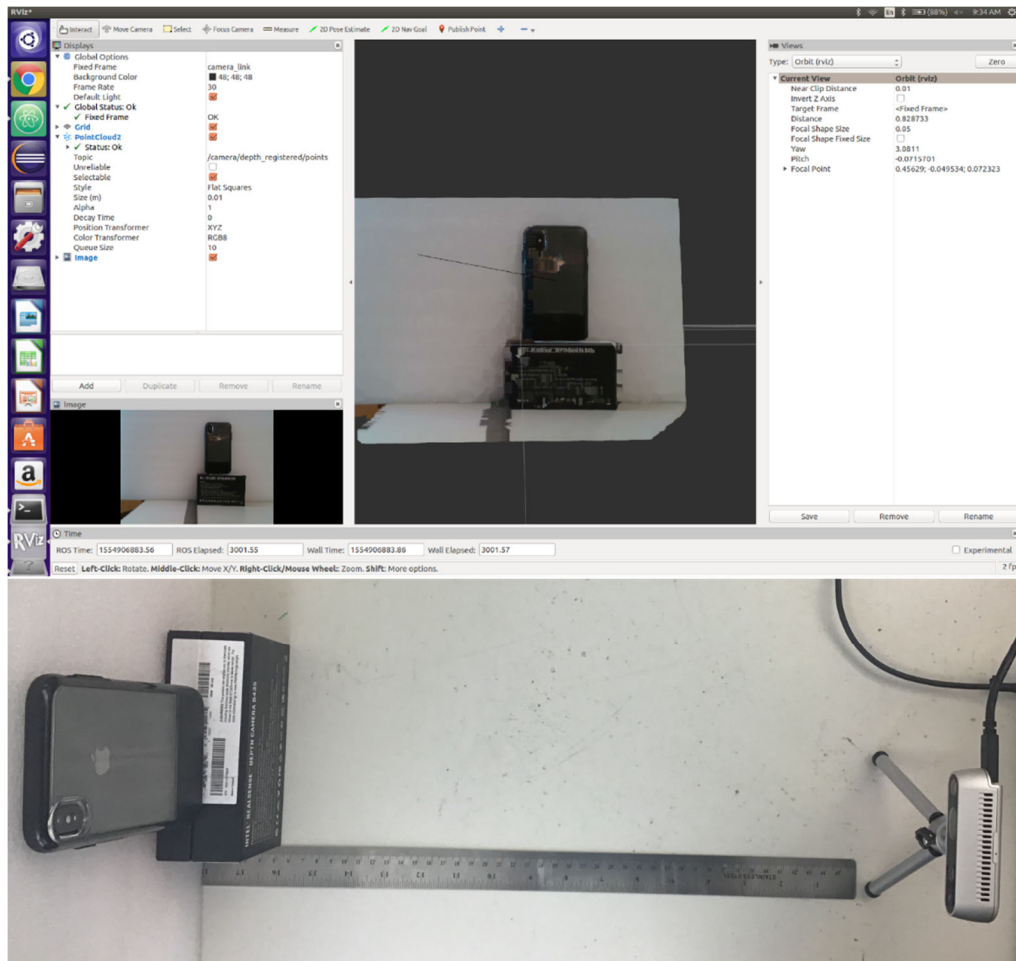 RViz*
En (88%) 9:34 AM
Interact Move Camera Select Focus Camera Measure 2D Pose Estimate 2D Nav Goal Publish Point
Displays
Global Options
Fixed Frame camera_link
Background Color 48; 48; 48
Frame Rate 30
Default Light
Global Status: Ok
Fixed Frame OK
Grid
PointCloud2
Status: Ok
Topic /camera/depth_registered/points
Unreliable
Selectable
Style Flat Squares
Size (m) 0.01
Alpha 1
Decay Time 0
Position Transformer XYZ
Color Transformer RGB8
Queue Size 10
Image
Add Duplicate Remove Rename
Image
Views
Type: Orbit (rviz) Zero
Current View Orbit (rviz)
Near Clip Distance 0.01
Invert Z Axis
Target Frame <Fixed Frame>
Distance 0.828733
Focal Shape Size 0.05
Focal Shape Fixed Size
Yaw 3.0811
Pitch -0.0715701
Focal Point 0.45629; -0.049534; 0.072323
Save Remove Rename
a
RViz
Time
ROS Time: 1554906883.56 ROS Elapsed: 3001.55 Wall Time: 1554906883.86 Wall Elapsed: 3001.57 Experimental
Reset Left-Click: Rotate. Middle-Click: Move X/Y. Right-Click/Mouse Wheel: Zoom. Shift: More options. 2 fp
INTEL REALSENSE DEPTH CAMERA D435